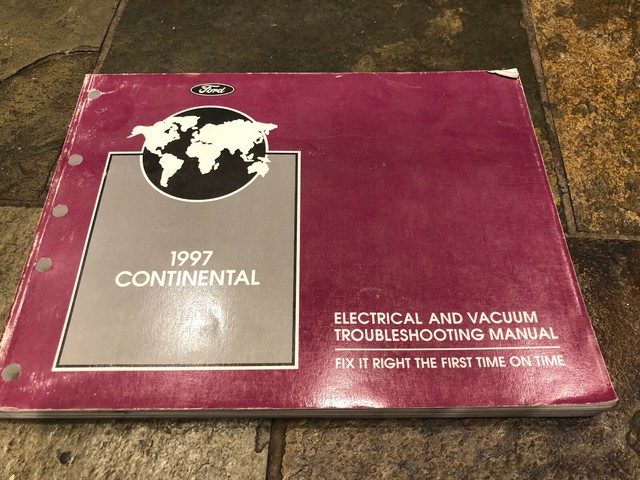 Ford
1997
CONTINENTAL
ELECTRICAL AND VACUUM
TROUBLESHOOTING MANUAL
FIX IT RIGHT THE FIRST TIME ON TIME